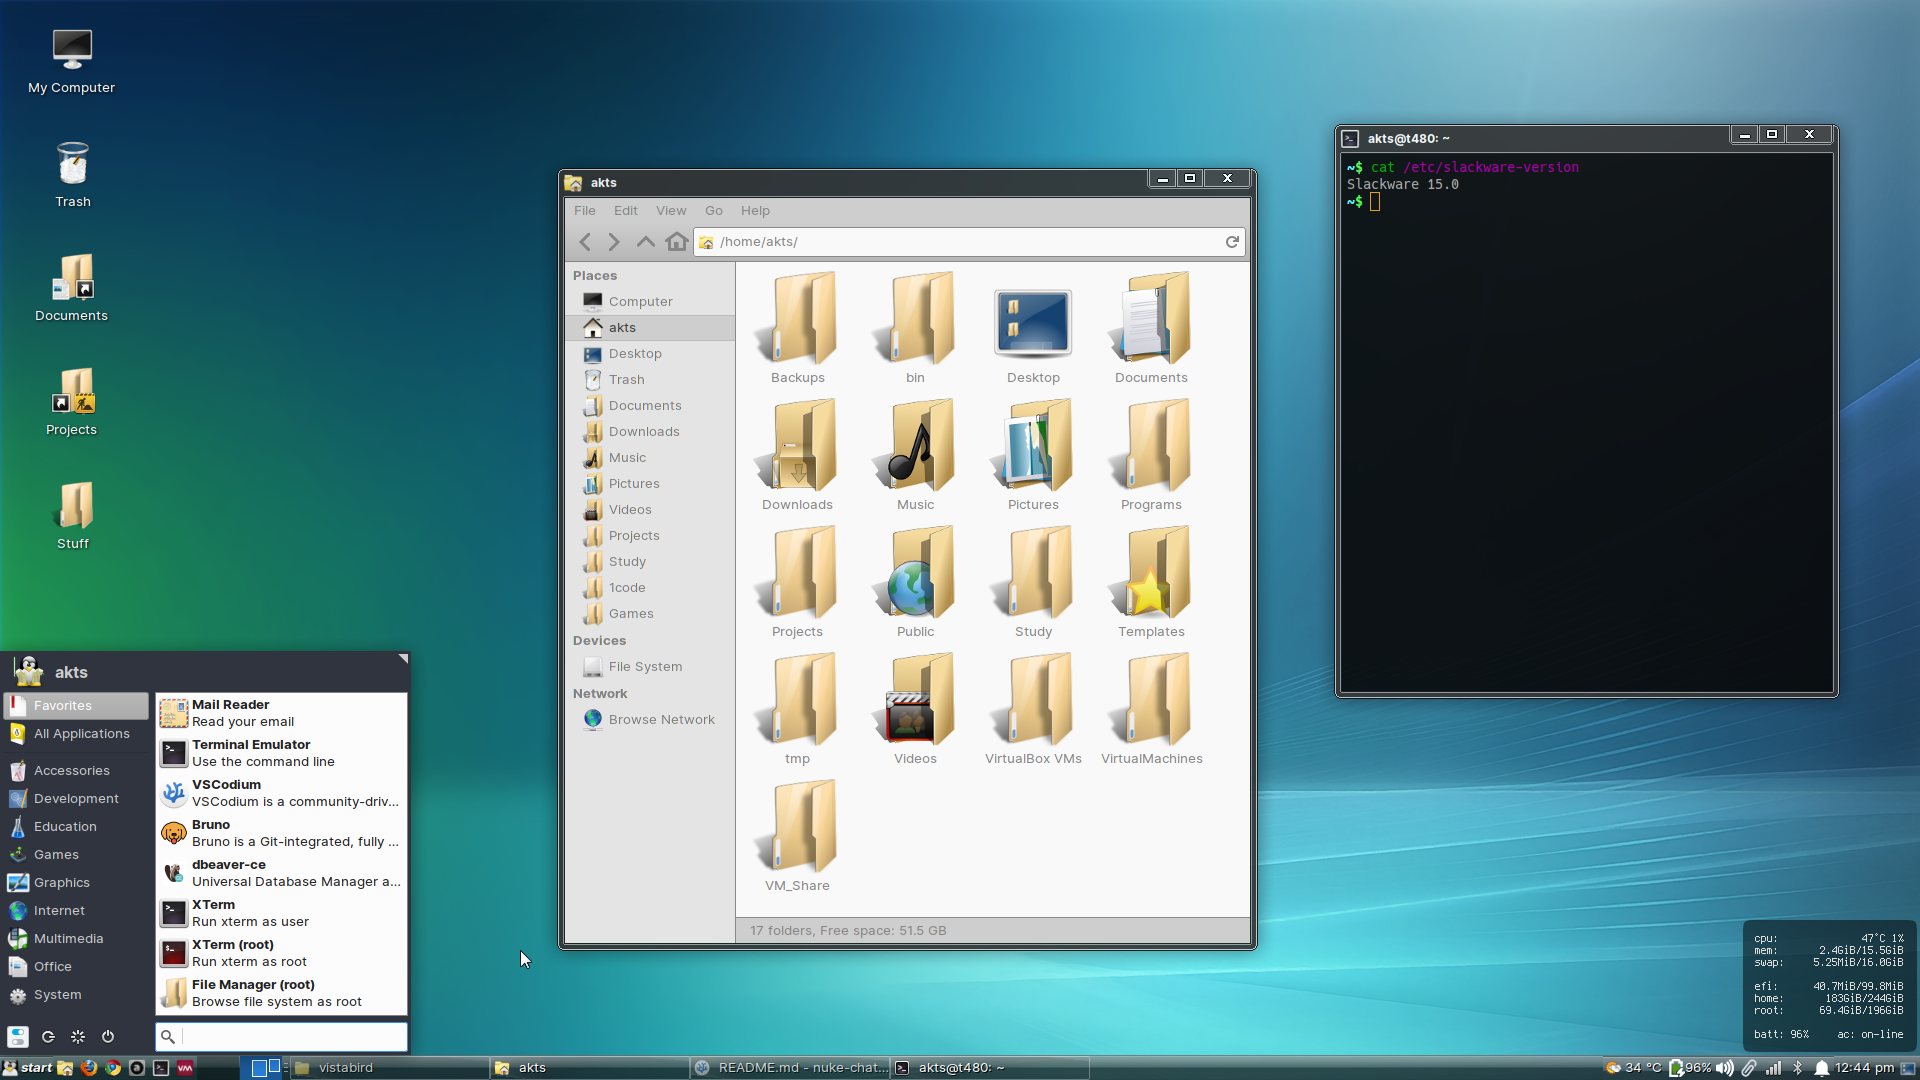 My Computer
Trash
Documents
Projects
Stuff
akts
File Edit View Go Help
/home/akts/
Places
Computer
akts
Desktop
Trash
Documents
Downloads
Music
Pictures
Videos
Projects
Study
1code
Games
Devices
File System
Network
Browse Network
Backups
bin
Desktop
Documents
Downloads
Music
Pictures
Programs
Projects
Public
Study
Templates
tmp
Videos
VirtualBox VMs
VirtualMachines
VM_Share
17 folders, Free space: 51.5 GB
akts@t480: ~
~$ cat /etc/slackware-version
Slackware 15.0
~$
akts
Favorites
All Applications
Accessories
Development
Education
Games
Graphics
Internet
Multimedia
Office
System
Mail Reader
Read your email
Terminal Emulator
Use the command line
VSCodium
VSCodium is a community-driv...
Bruno
Bruno is a Git-integrated, fully ...
dbeaver-ce
Universal Database Manager a...
XTerm
Run xterm as user
XTerm (root)
Run xterm as root
File Manager (root)
Browse file system as root
cpu: 47°C 1%
mem: 2.4GiB/15.5GiB
swap: 5.25MiB/16.0GiB
efi: 40.7MiB/99.8MiB
home: 183GiB/244GiB
root: 69.4GiB/196GiB
batt: 96% ac: on-line
start
vistabird
akts
README.md - nuke-chat...
akts@t480: ~
34 °C
96%
12:44 pm